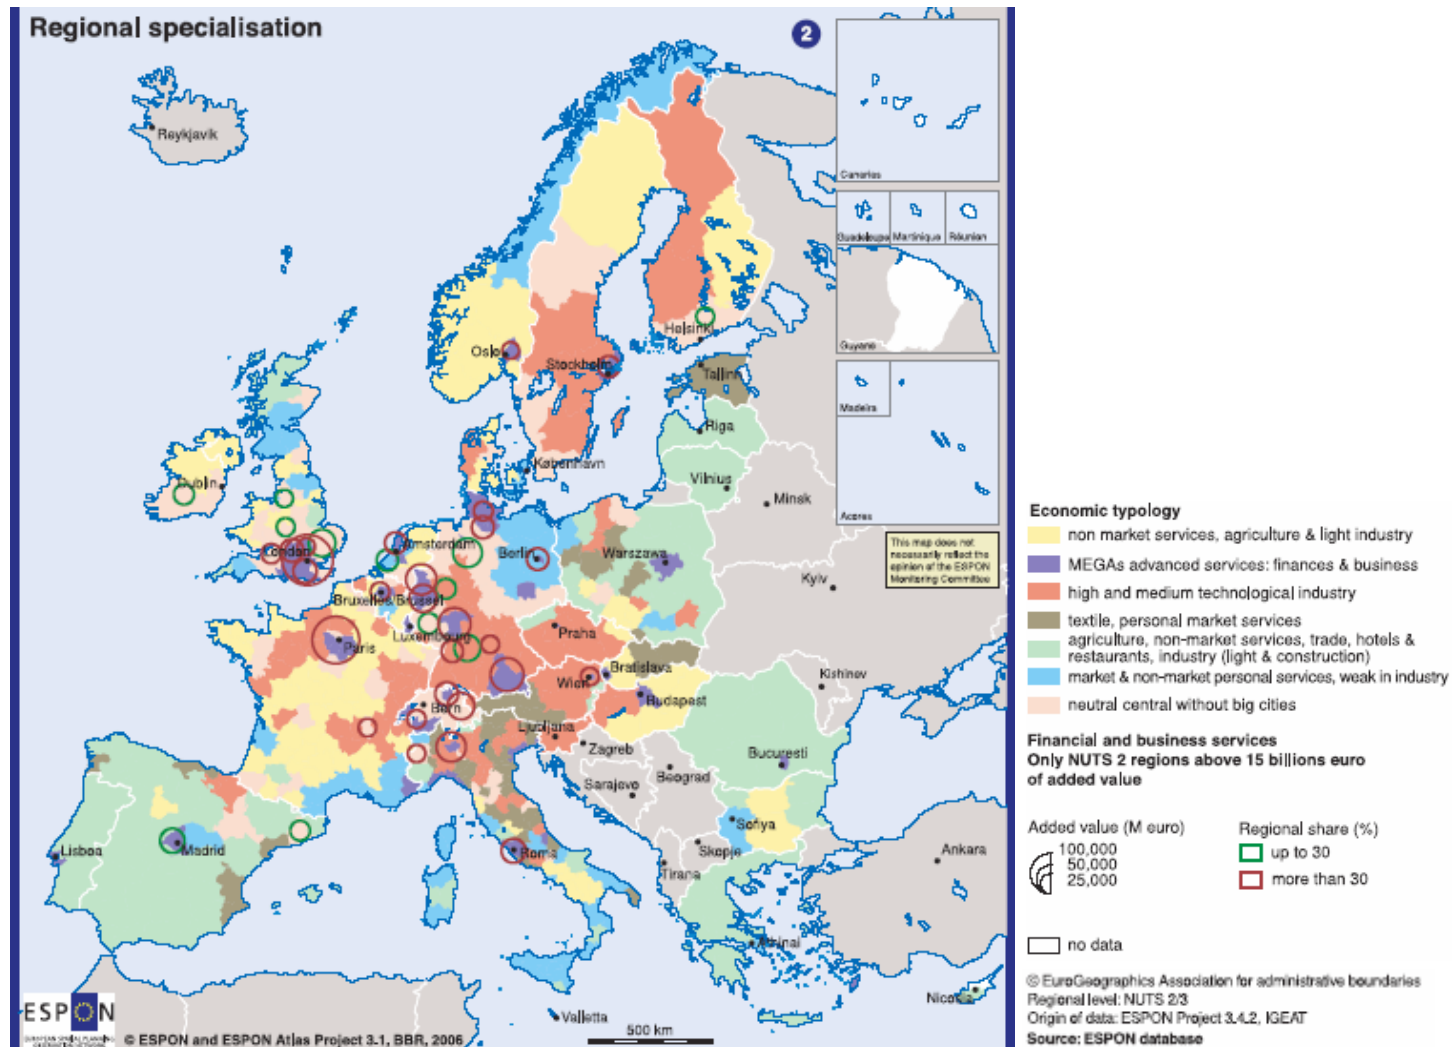 Regional specialisation
2
Reykjavik
Canarias
Guadeloupe Martinique Réunion
Guyane
Madeira
Acores
This map does not
necessarily reflect the
opinion of the ESPON
Monitoring Committee
Helsinki
Oslo
Stockholm
Tallinn
Riga
København
Vilnius
Minsk
Dublin
London
Amsterdam
Berlin
Warszawa
Kyiv
Bruxelles/Brussel
Luxembourg
Praha
Paris
Bratislava
Wien
Kishinev
Budapest
Bern
Ljubljana
Zagreb
Bucuresti
Beograd
Sarajevo
Sofiya
Skopje
Tirana
Ankara
Lisboa
Madrid
Roma
Athinai
Nicosia
Valletta
500 km
ESPON
© ESPON and ESPON Atlas Project 3.1, BBR, 2006
Economic typology
non market services, agriculture & light industry
MEGAs advanced services: finances & business
high and medium technological industry
textile, personal market services
agriculture, non-market services, trade, hotels &
restaurants, industry (light & construction)
market & non-market personal services, weak in industry
neutral central without big cities
Financial and business services
Only NUTS 2 regions above 15 billions euro
of added value
Added value (M euro)
100,000
50,000
25,000
Regional share (%)
up to 30
more than 30
no data
© EuroGeographics Association for administrative boundaries
Regional level: NUTS 2/3
Origin of data: ESPON Project 3.4.2, IGEAT
Source: ESPON database